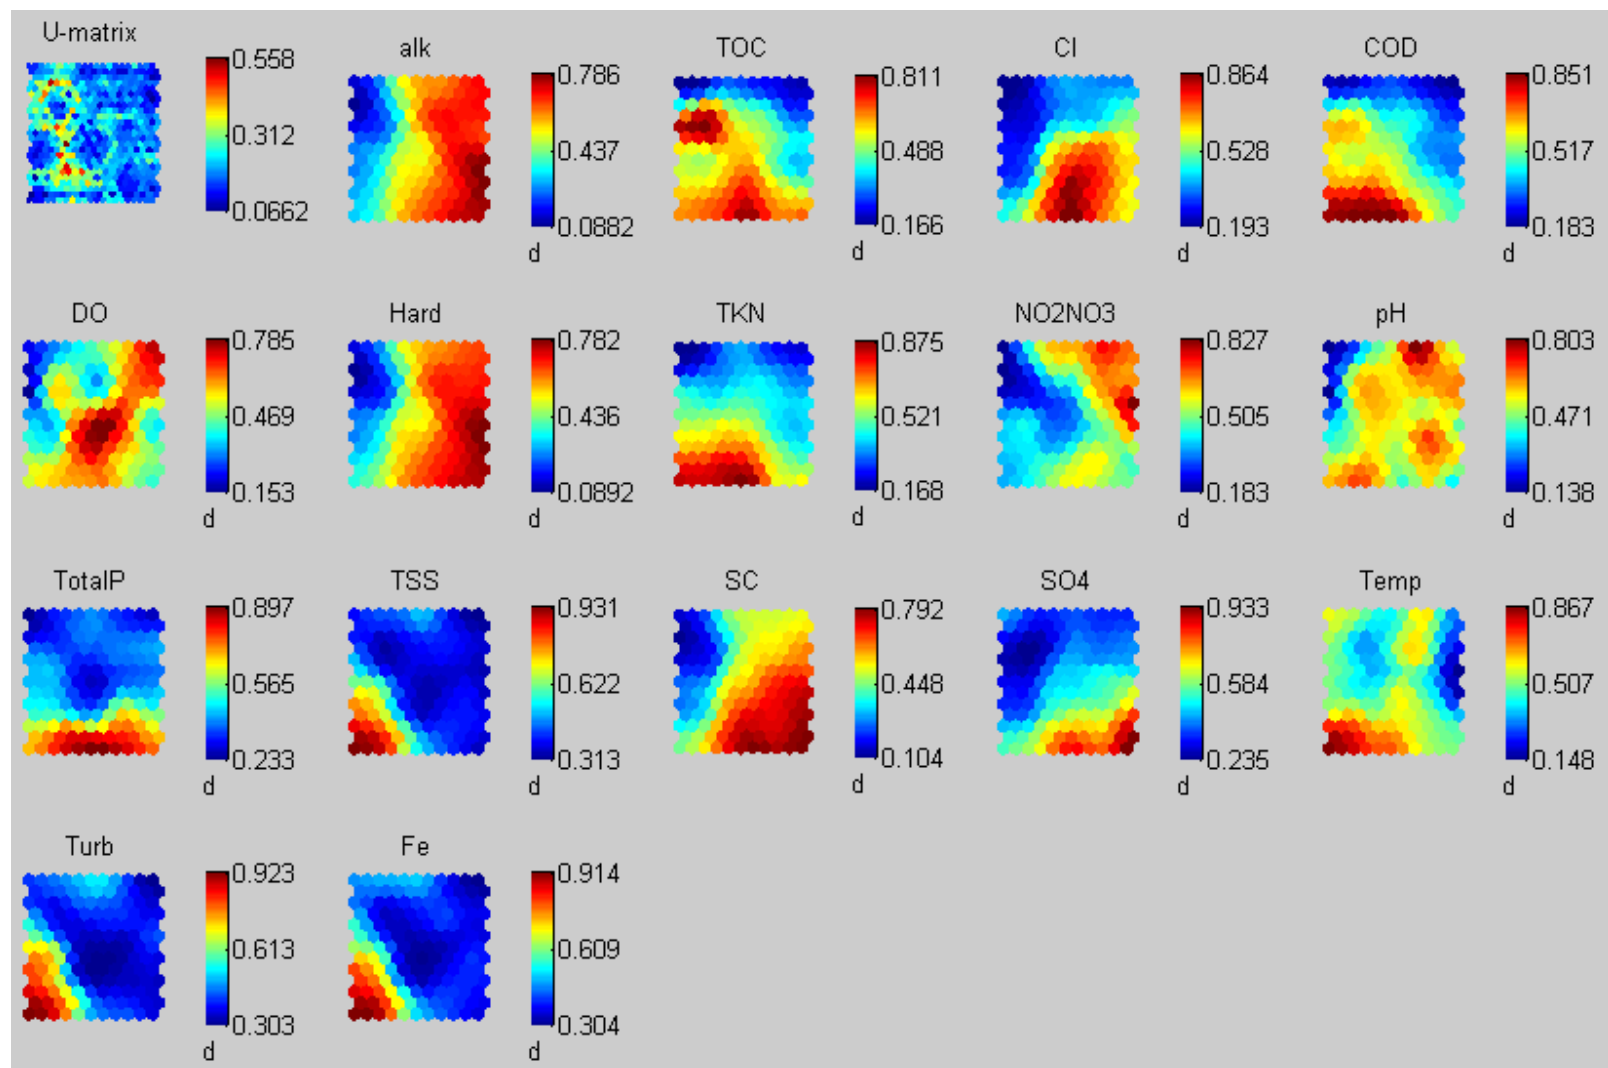 U-matrix
0.558
0.312
0.0662
alk
0.786
0.437
0.0882
d
TOC
0.811
0.488
0.166
d
Cl
0.864
0.528
0.193
d
COD
0.851
0.517
0.183
d
DO
0.785
0.469
0.153
d
Hard
0.782
0.436
0.0892
d
TKN
0.875
0.521
0.168
d
NO2NO3
0.827
0.505
0.183
d
pH
0.803
0.471
0.138
d
TotalP
0.897
0.565
0.233
d
TSS
0.931
0.622
0.313
d
SC
0.792
0.448
0.104
d
SO4
0.933
0.584
0.235
d
Temp
0.867
0.507
0.148
d
Turb
0.923
0.613
0.303
d
Fe
0.914
0.609
0.304
d